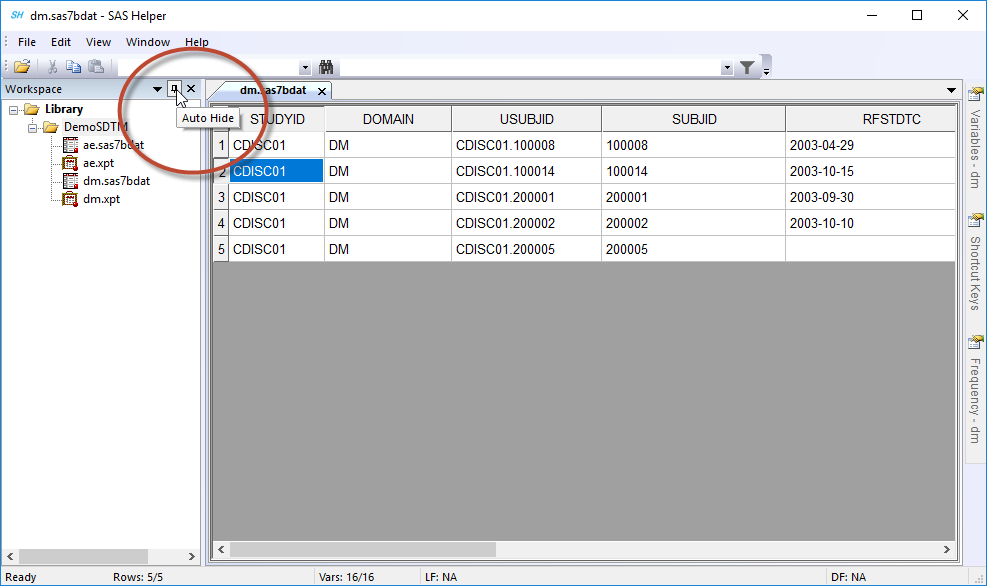 SH dm.sas7bdat - SAS Helper
File Edit View Window Help
Workspace
dm.sas7bdat
Auto Hide
Library
DemoSDTM
ae.sas7bdat
ae.xpt
dm.sas7bdat
dm.xpt
STUDYID DOMAIN USUBJID SUBJID RFSTDTC
1 CDISC01 DM CDISC01.100008 100008 2003-04-29
2 CDISC01 DM CDISC01.100014 100014 2003-10-15
3 CDISC01 DM CDISC01.200001 200001 2003-09-30
4 CDISC01 DM CDISC01.200002 200002 2003-10-10
5 CDISC01 DM CDISC01.200005 200005
Variables - dm
Shortcut Keys
Frequency - dm
Ready Rows: 5/5 Vars: 16/16 LF: NA DF: NA